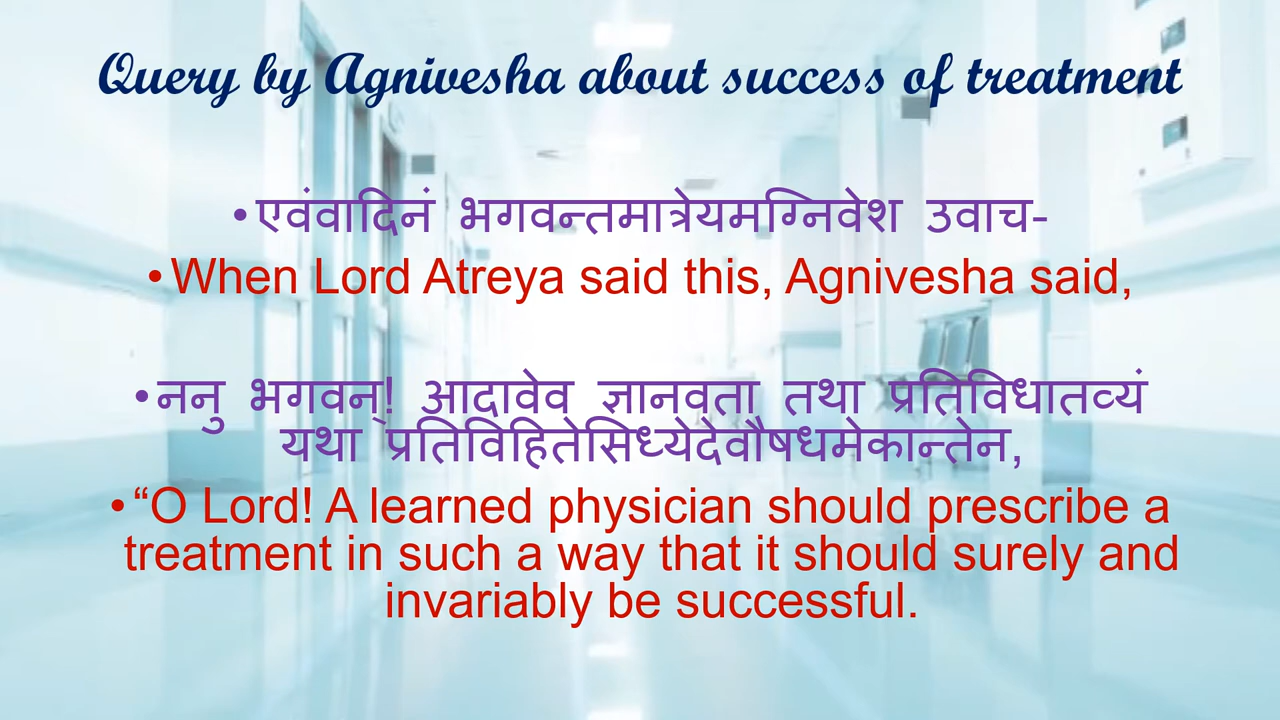 Query by Agnivesha about success of treatment
• एवंवादिनं भगवन्तमात्रेयमग्निवेश उवाच-
• When Lord Atreya said this, Agnivesha said,
• ननु भगवन्! आदावेव ज्ञानवता तथा प्रतिविधातव्यं
यथा प्रतिविहितेसिध्येदेवौषधमेकान्तेन,
• “O Lord! A learned physician should prescribe a
treatment in such a way that it should surely and
invariably be successful.